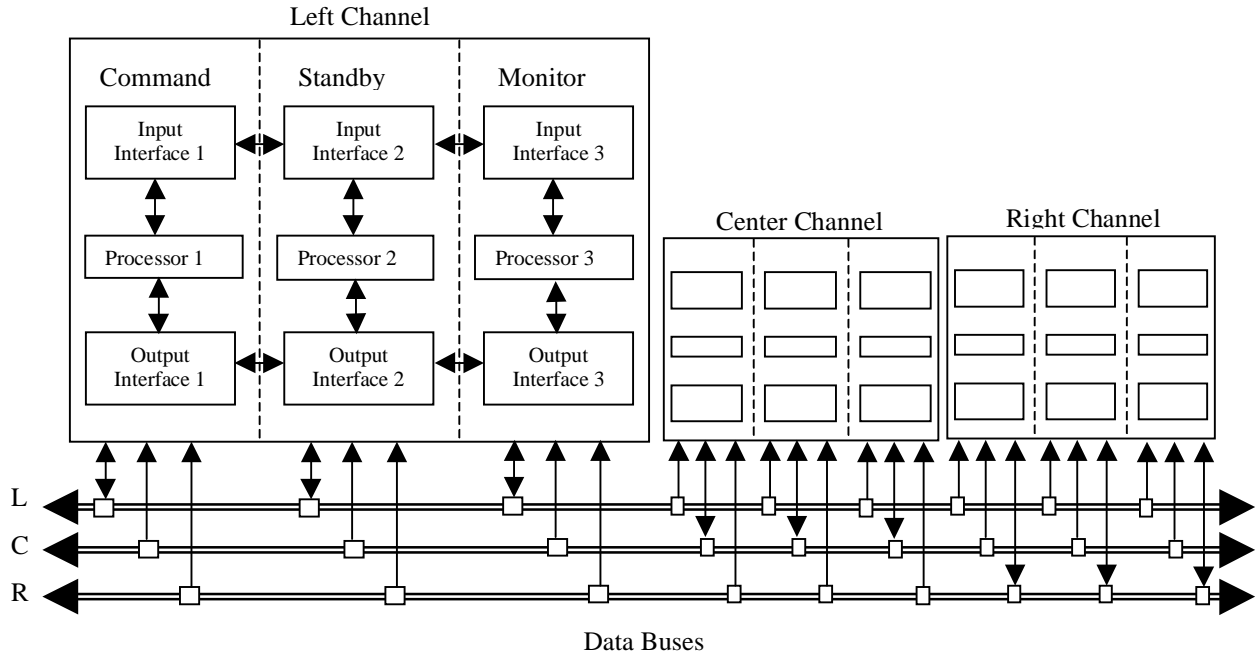 Left Channel
Command
Standby
Monitor
Input
Interface 1
Input
Interface 2
Input
Interface 3
Center Channel
Right Channel
Processor 1
Processor 2
Processor 3
Output
Interface 1
Output
Interface 2
Output
Interface 3
L
C
R
Data Buses